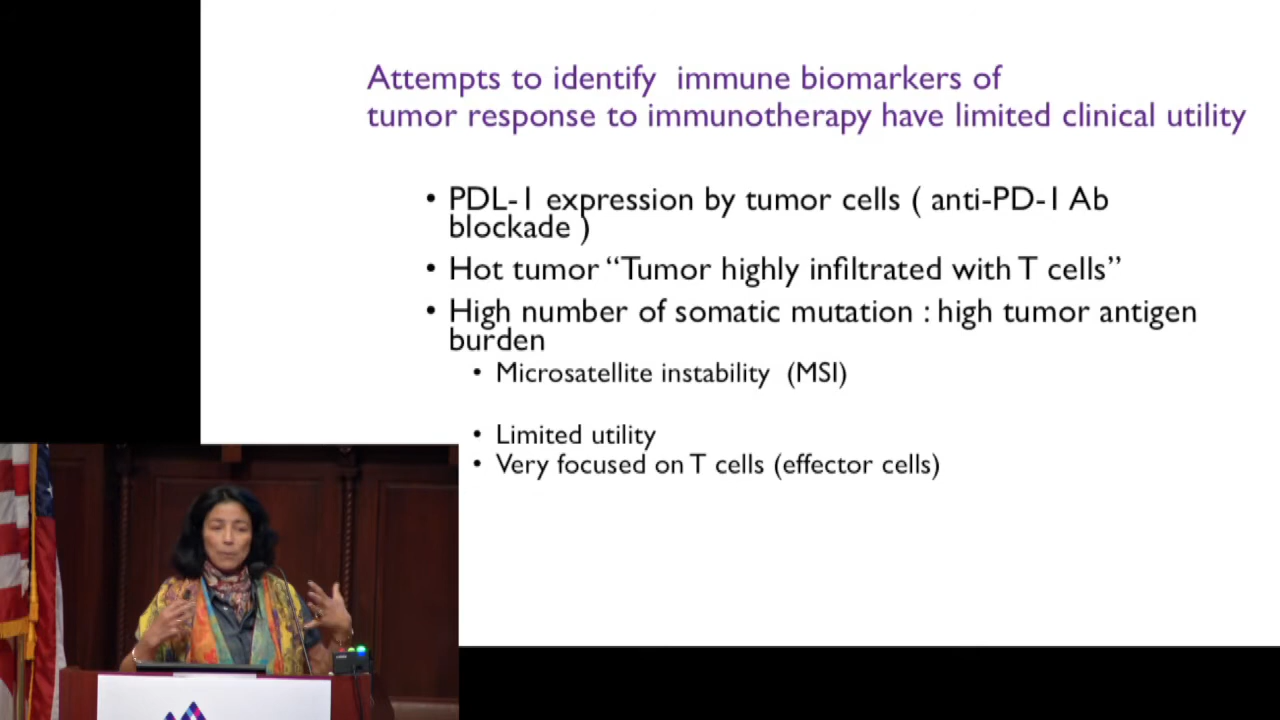 Attempts to identify immune biomarkers of
tumor response to immunotherapy have limited clinical utility
• PDL-1 expression by tumor cells ( anti-PD-1 Ab
blockade )
• Hot tumor “Tumor highly infiltrated with T cells”
• High number of somatic mutation : high tumor antigen
burden
• Microsatellite instability (MSI)
• Limited utility
• Very focused on T cells (effector cells)